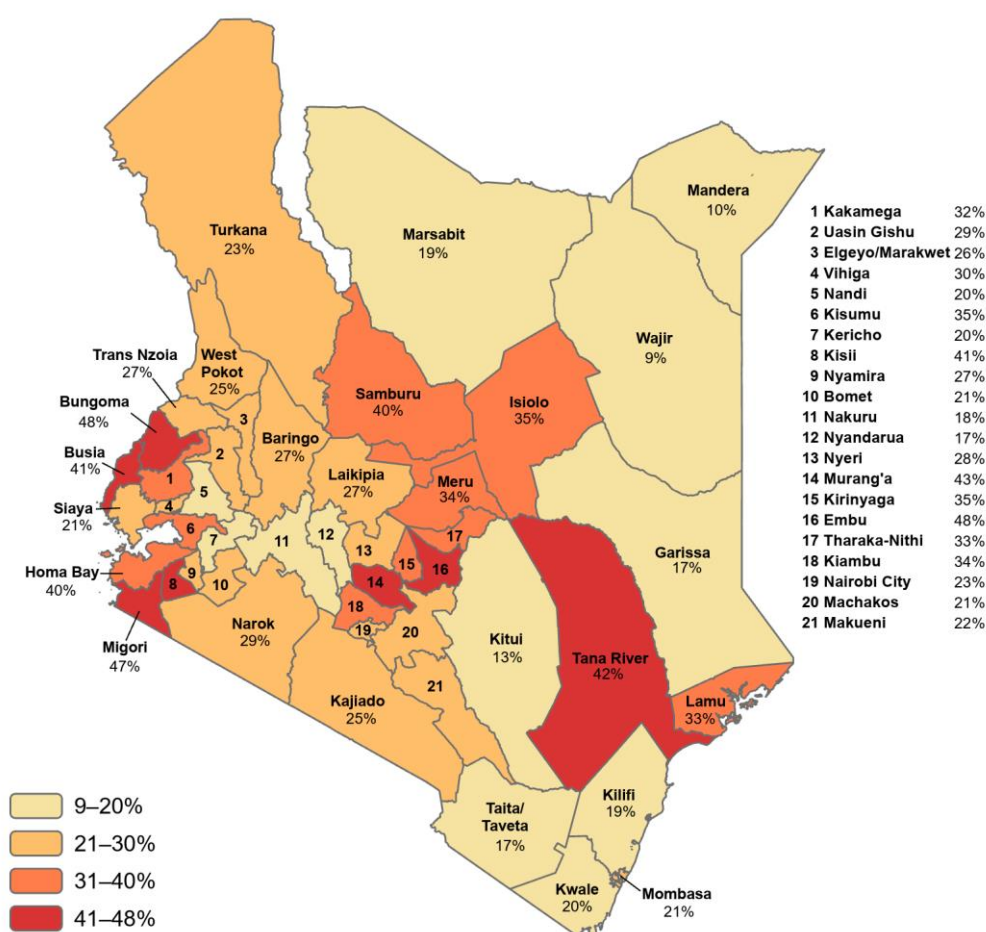 Turkana
23%
Marsabit
19%
Mandera
10%
Wajir
9%
Trans Nzoia
27%
West
Pokot
25%
Bungoma
48%
Busia
41%
Siaya
21%
Homa Bay
40%
Migori
47%
Samburu
40%
Isiolo
35%
Baringo
27%
Laikipia
27%
Meru
34%
Garissa
17%
Narok
29%
Kajiado
25%
Kitui
13%
Tana River
42%
Lamu
33%
Taita/
Taveta
17%
Kilifi
19%
Kwale
20%
Mombasa
21%
1
2
3
4
5
6
7
8
9
10
11
12
13
14
15
16
17
18
19
20
21
1 Kakamega 32%
2 Uasin Gishu 29%
3 Elgeyo/Marakwet 26%
4 Vihiga 30%
5 Nandi 20%
6 Kisumu 35%
7 Kericho 20%
8 Kisii 41%
9 Nyamira 27%
10 Bomet 21%
11 Nakuru 18%
12 Nyandarua 17%
13 Nyeri 28%
14 Murang'a 43%
15 Kirinyaga 35%
16 Embu 48%
17 Tharaka-Nithi 33%
18 Kiambu 34%
19 Nairobi City 23%
20 Machakos 21%
21 Makueni 22%
9–20%
21–30%
31–40%
41–48%